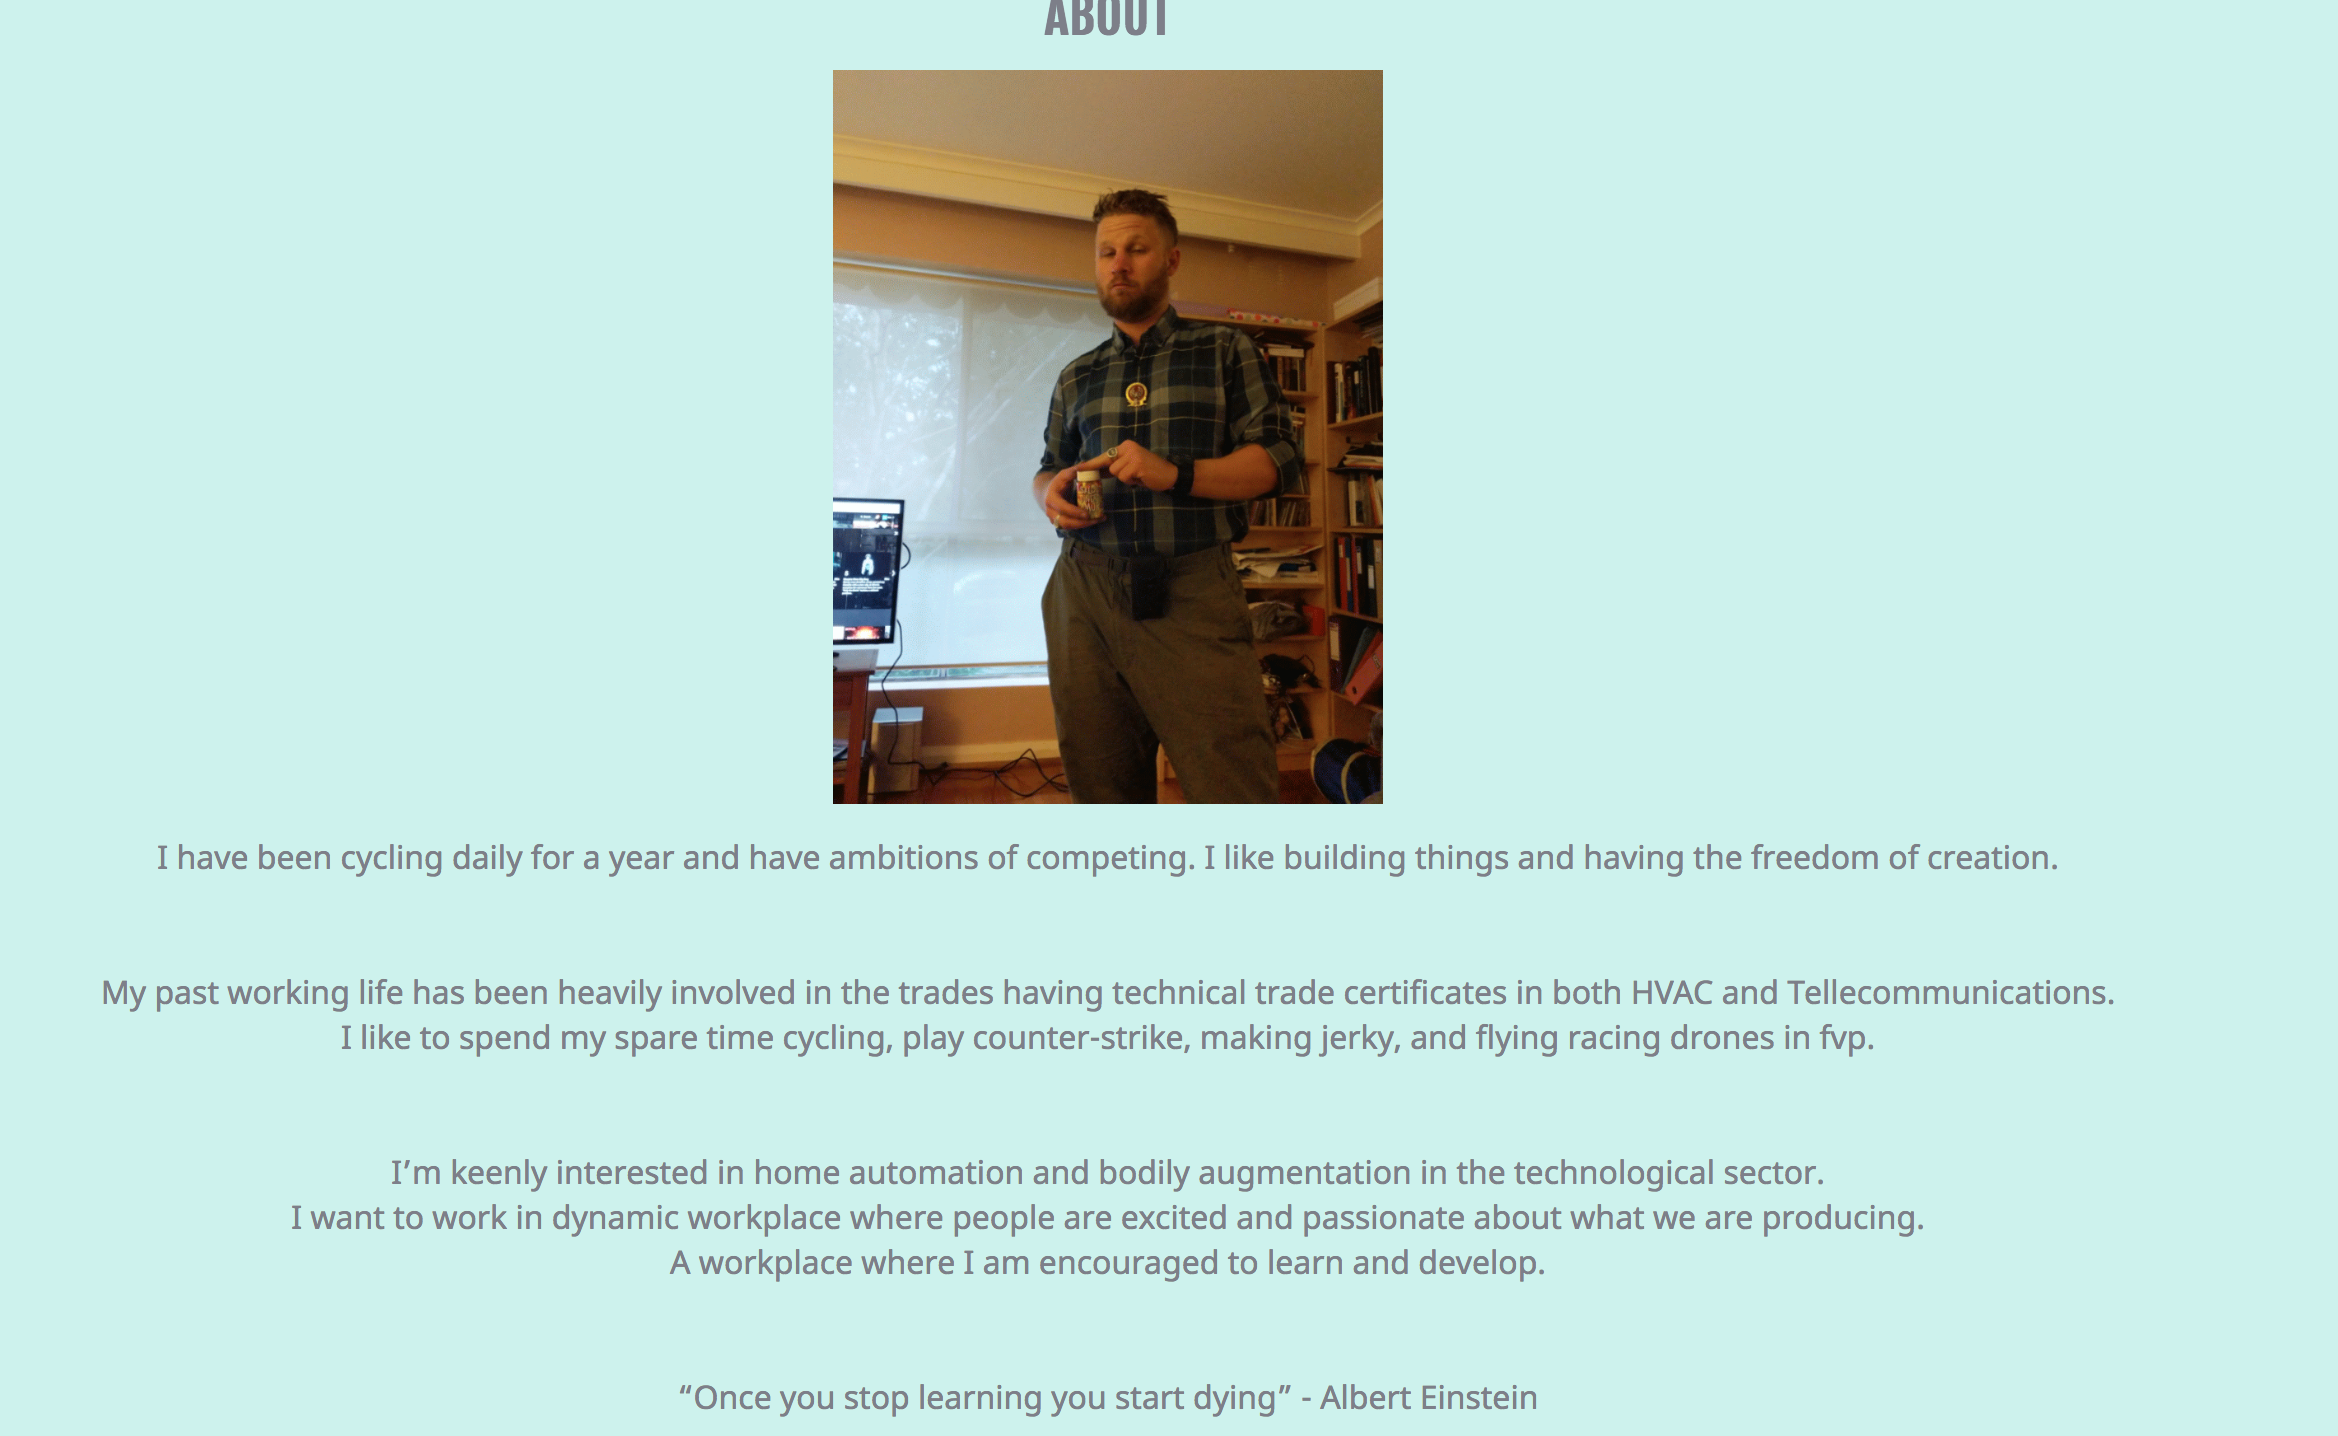 ABOUT
I have been cycling daily for a year and have ambitions of competing. I like building things and having the freedom of creation.
My past working life has been heavily involved in the trades having technical trade certificates in both HVAC and Tellecommunications.
I like to spend my spare time cycling, play counter-strike, making jerky, and flying racing drones in fvp.
I’m keenly interested in home automation and bodily augmentation in the technological sector.
I want to work in dynamic workplace where people are excited and passionate about what we are producing.
A workplace where I am encouraged to learn and develop.
“Once you stop learning you start dying” - Albert Einstein